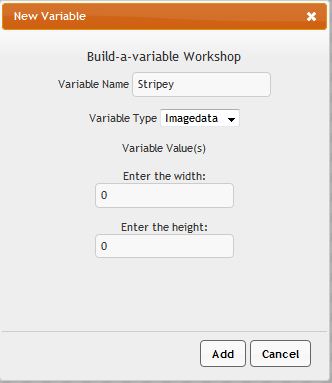 New Variable
Build-a-variable Workshop
Variable Name Stripey
Variable Type Imagedata
Variable Value(s)
Enter the width:
0
Enter the height:
0
Add Cancel